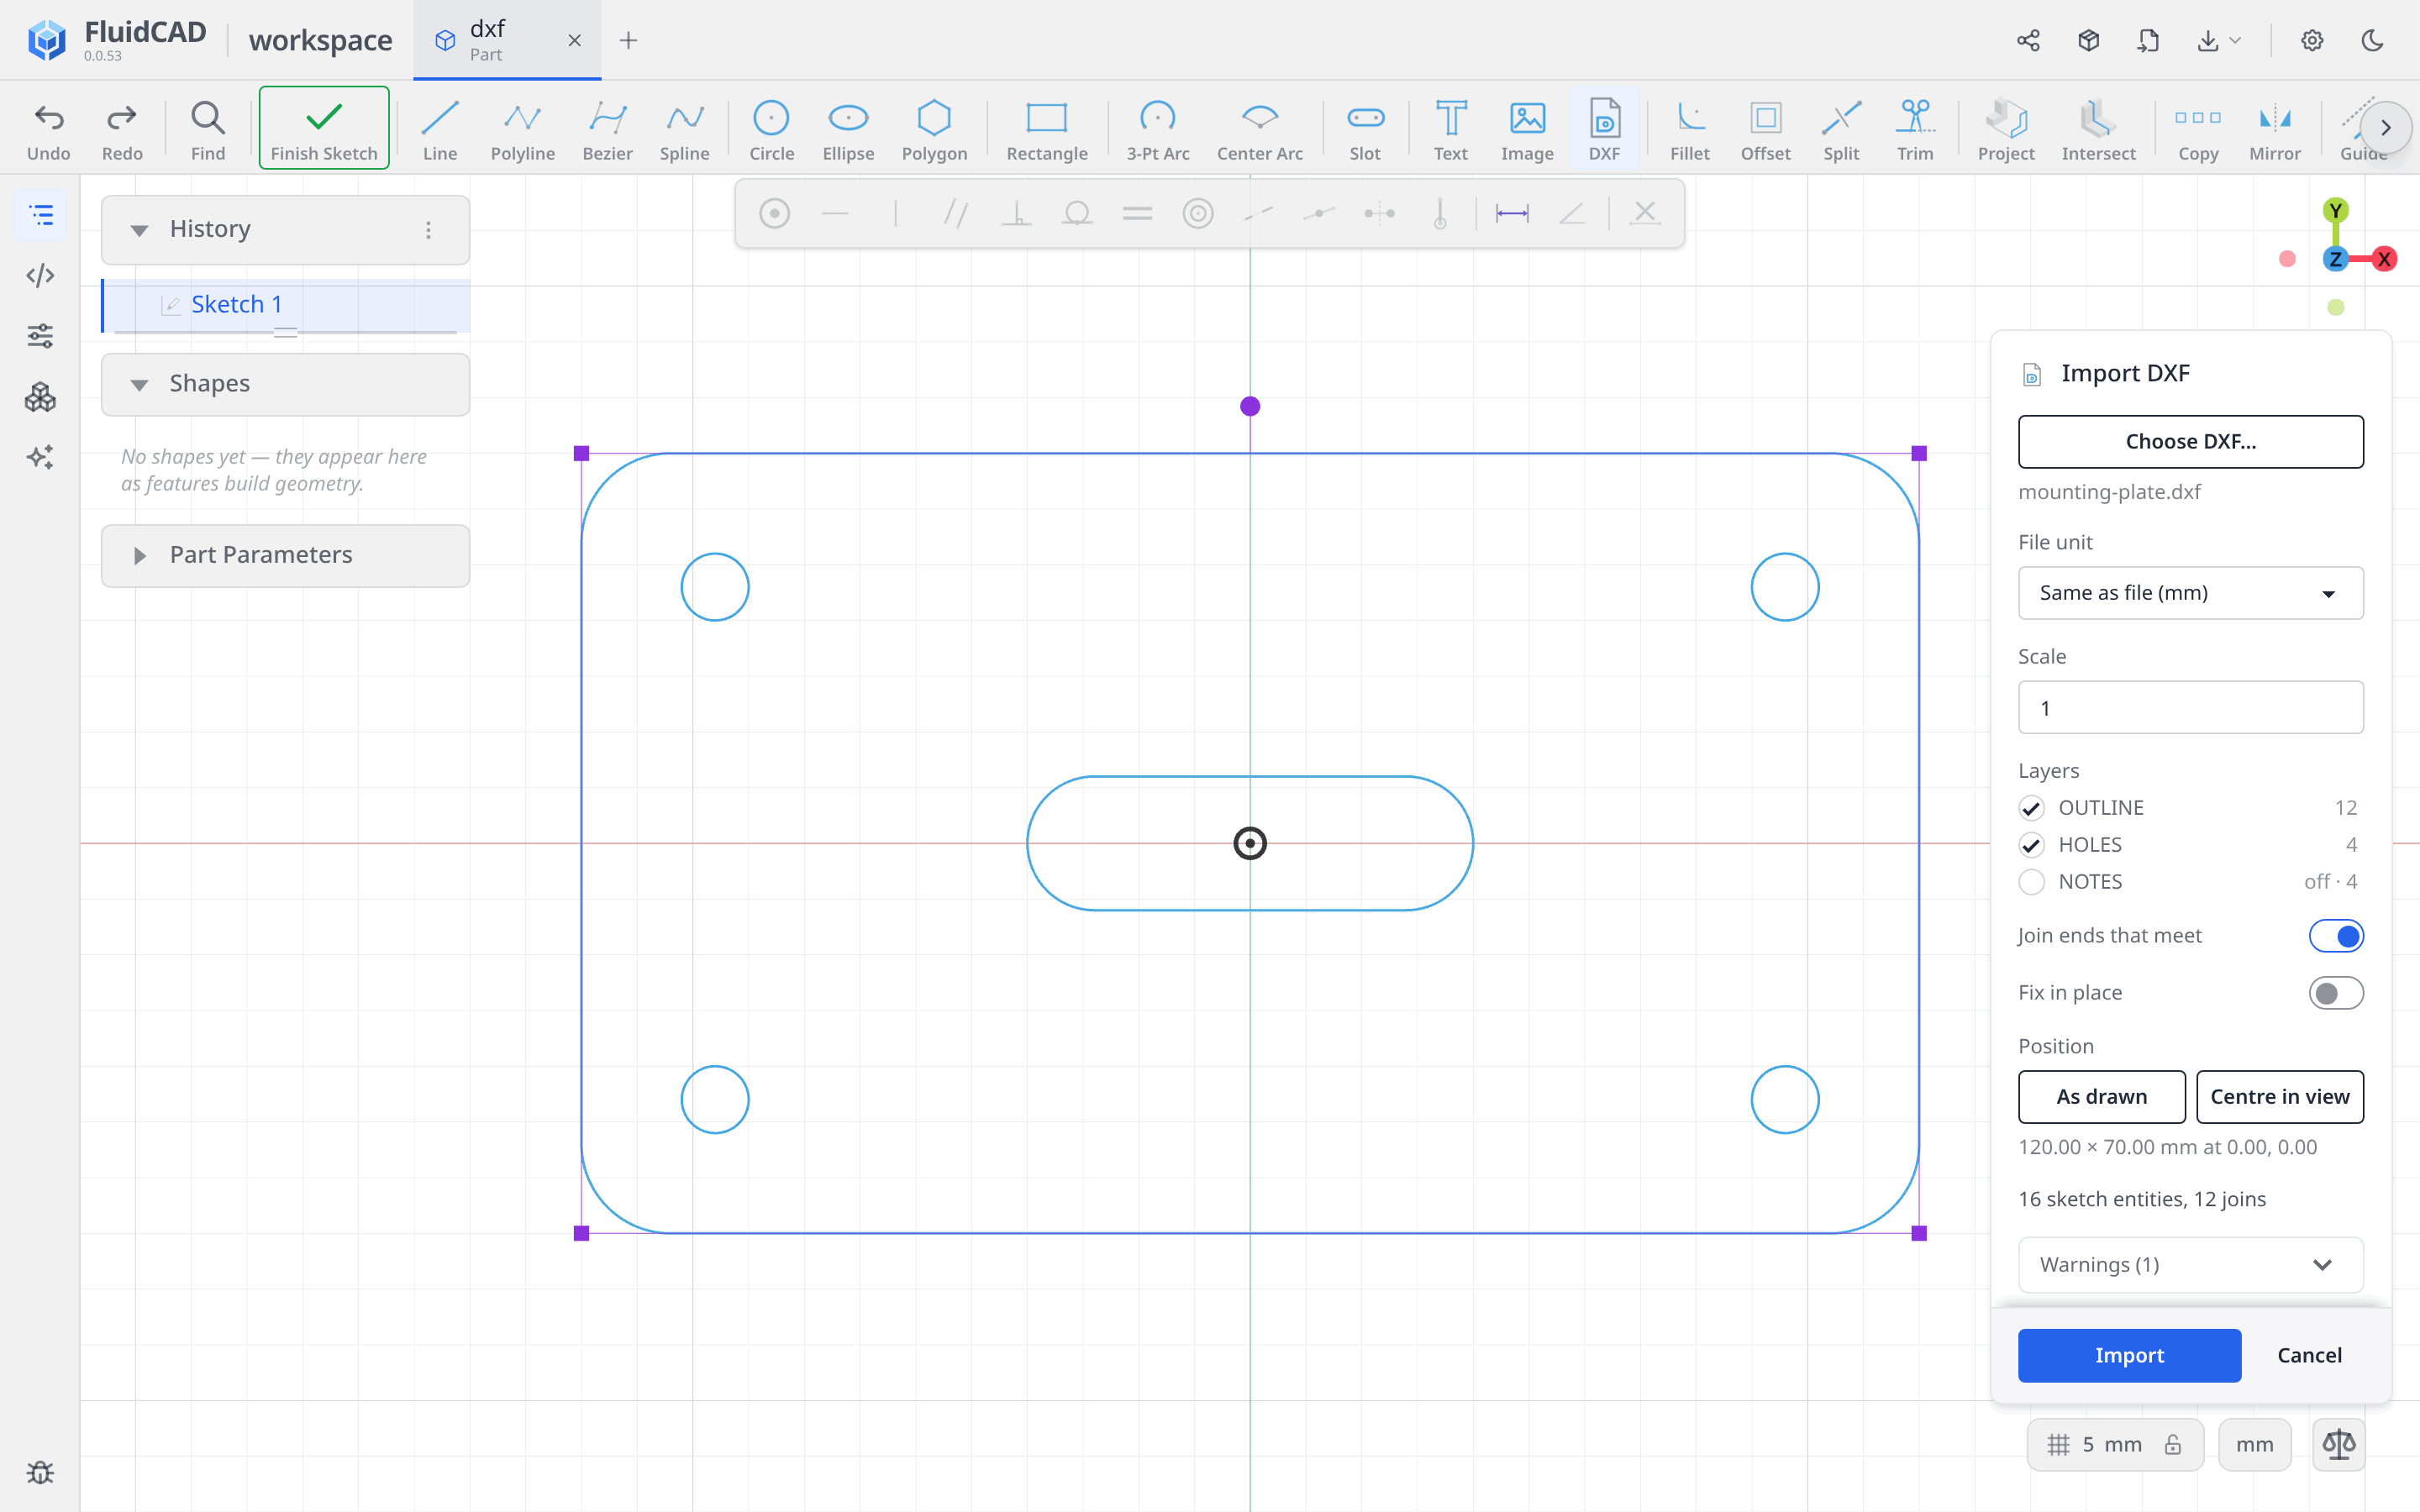 FluidCAD
0.0.53
workspace
dxf
Part
Undo
Redo
Find
Finish Sketch
Line
Polyline
Bezier
Spline
Circle
Ellipse
Polygon
Rectangle
3-Pt Arc
Center Arc
Slot
Text
Image
DXF
Fillet
Offset
Split
Trim
Project
Intersect
Copy
Mirror
Guide
History
Sketch 1
Shapes
No shapes yet — they appear here
as features build geometry.
Part Parameters
Y
Z
X
Import DXF
Choose DXF...
mounting-plate.dxf
File unit
Same as file (mm)
Scale
1
Layers
OUTLINE 12
HOLES 4
NOTES off · 4
Join ends that meet
Fix in place
Position
As drawn
Centre in view
120.00 × 70.00 mm at 0.00, 0.00
16 sketch entities, 12 joins
Warnings (1)
Import
Cancel
5 mm
mm